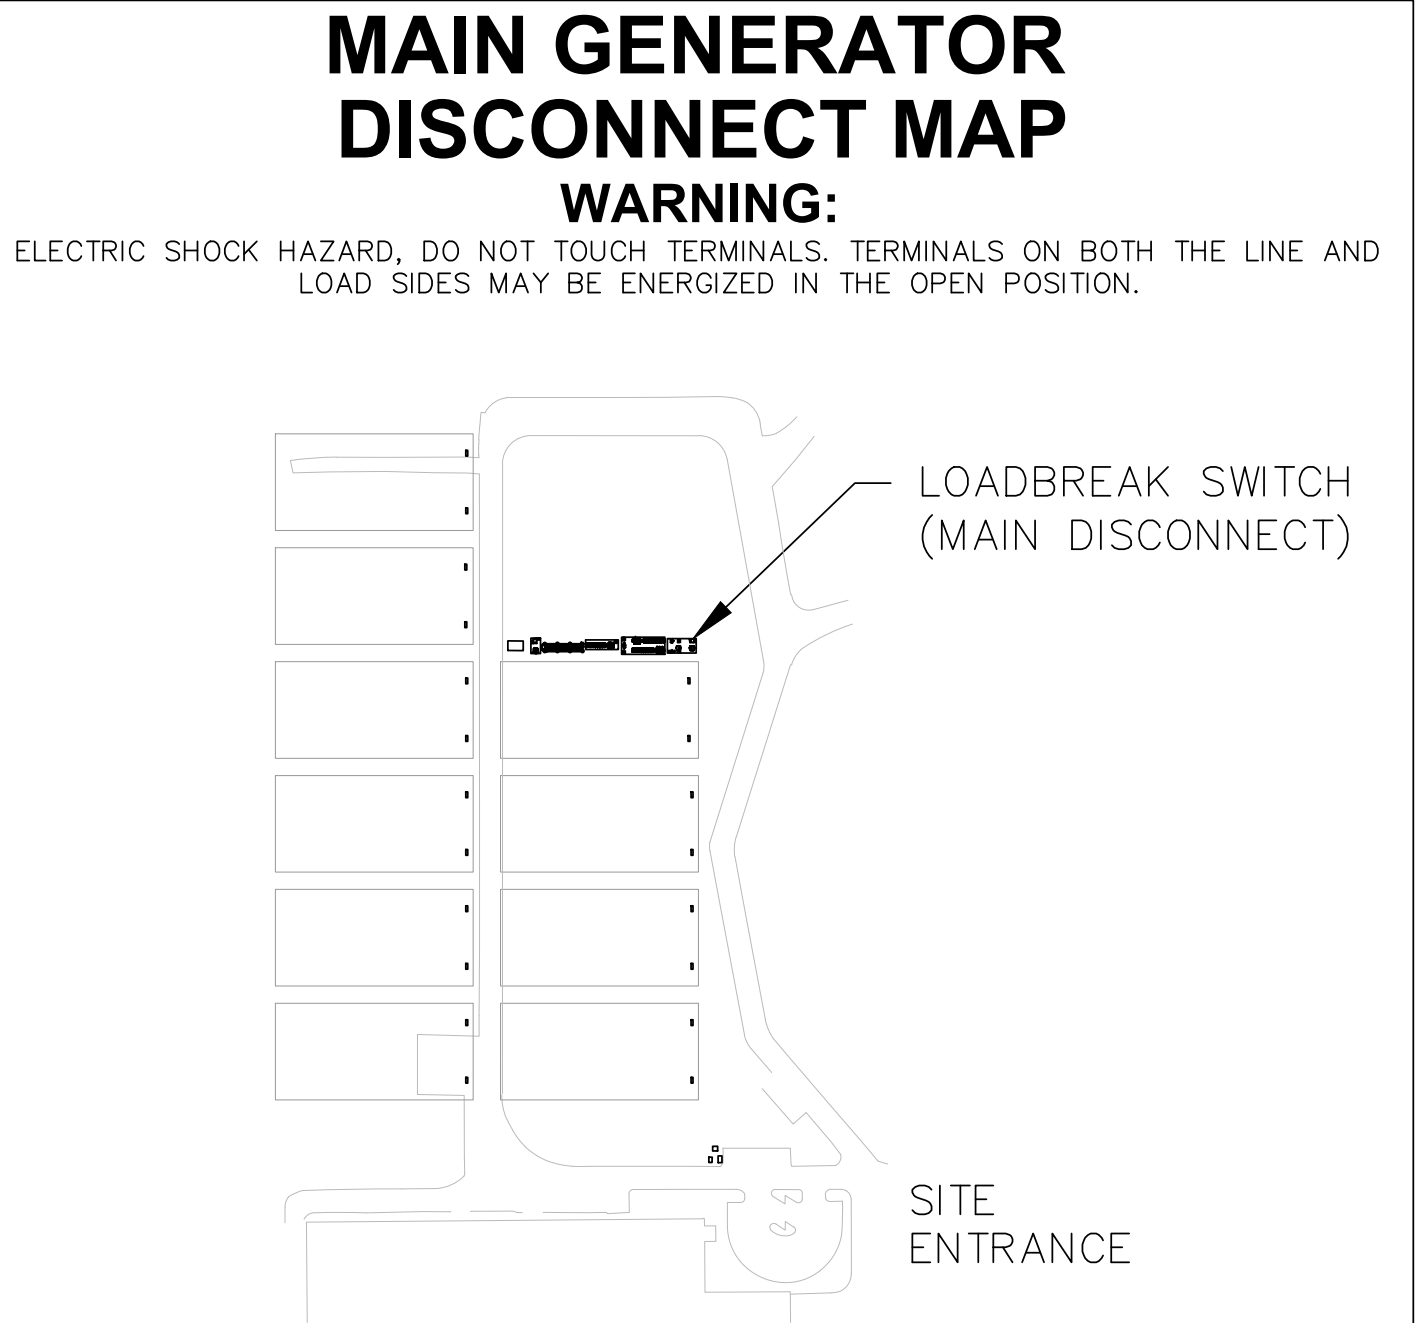 MAIN GENERATOR
DISCONNECT MAP
WARNING:
ELECTRIC SHOCK HAZARD, DO NOT TOUCH TERMINALS. TERMINALS ON BOTH THE LINE AND
LOAD SIDES MAY BE ENERGIZED IN THE OPEN POSITION.
LOADBREAK SWITCH
(MAIN DISCONNECT)
SITE
ENTRANCE